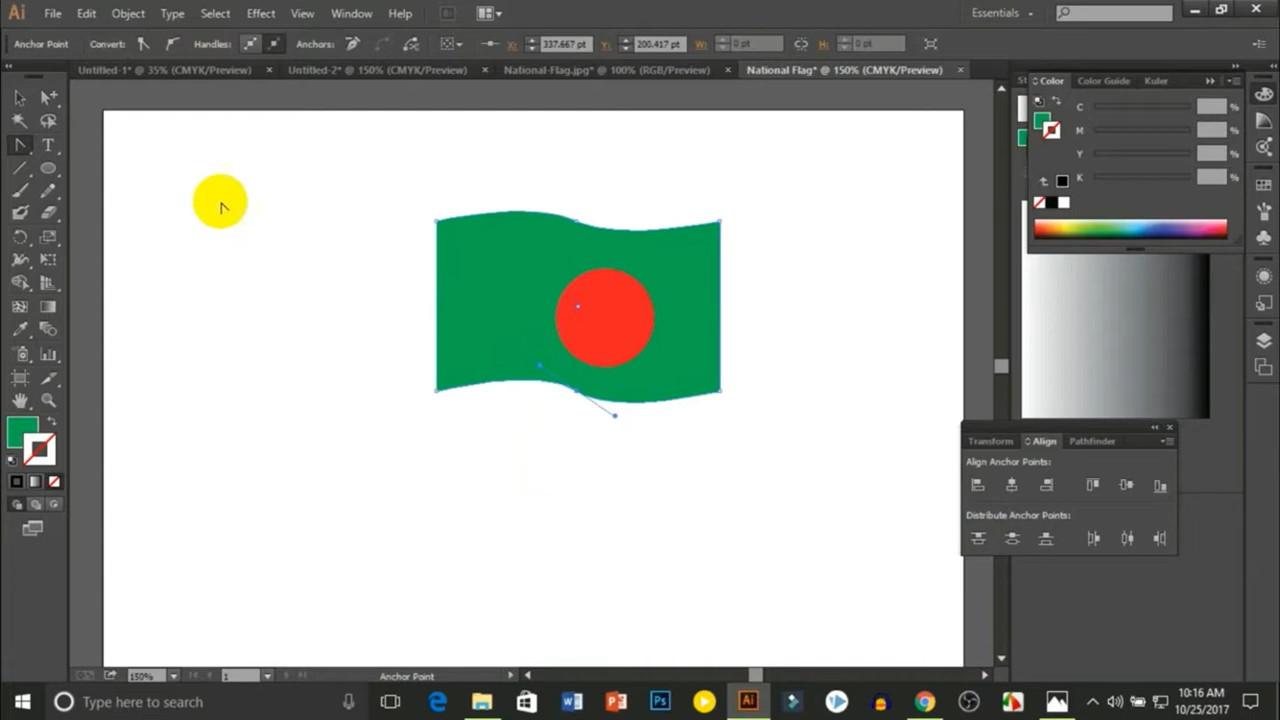 Ai File Edit Object Type Select Effect View Window Help Br Essentials
Anchor Point Convert: Handles: Anchors: X: 337.667 pt Y: 200.417 pt W: 0 pt H: 0 pt
Untitled-1* @ 35% (CMYK/Preview) × Untitled-2* @ 150% (CMYK/Preview) × National-Flag.jpg* @ 100% (RGB/Preview) × National Flag* @ 150% (CMYK/Preview) ×
St
Color Color Guide Kuler
C %
M %
Y %
K %
Transform Align Pathfinder
Align Anchor Points:
Distribute Anchor Points:
150% 1 Anchor Point
Type here to search
10:16 AM
10/25/2017